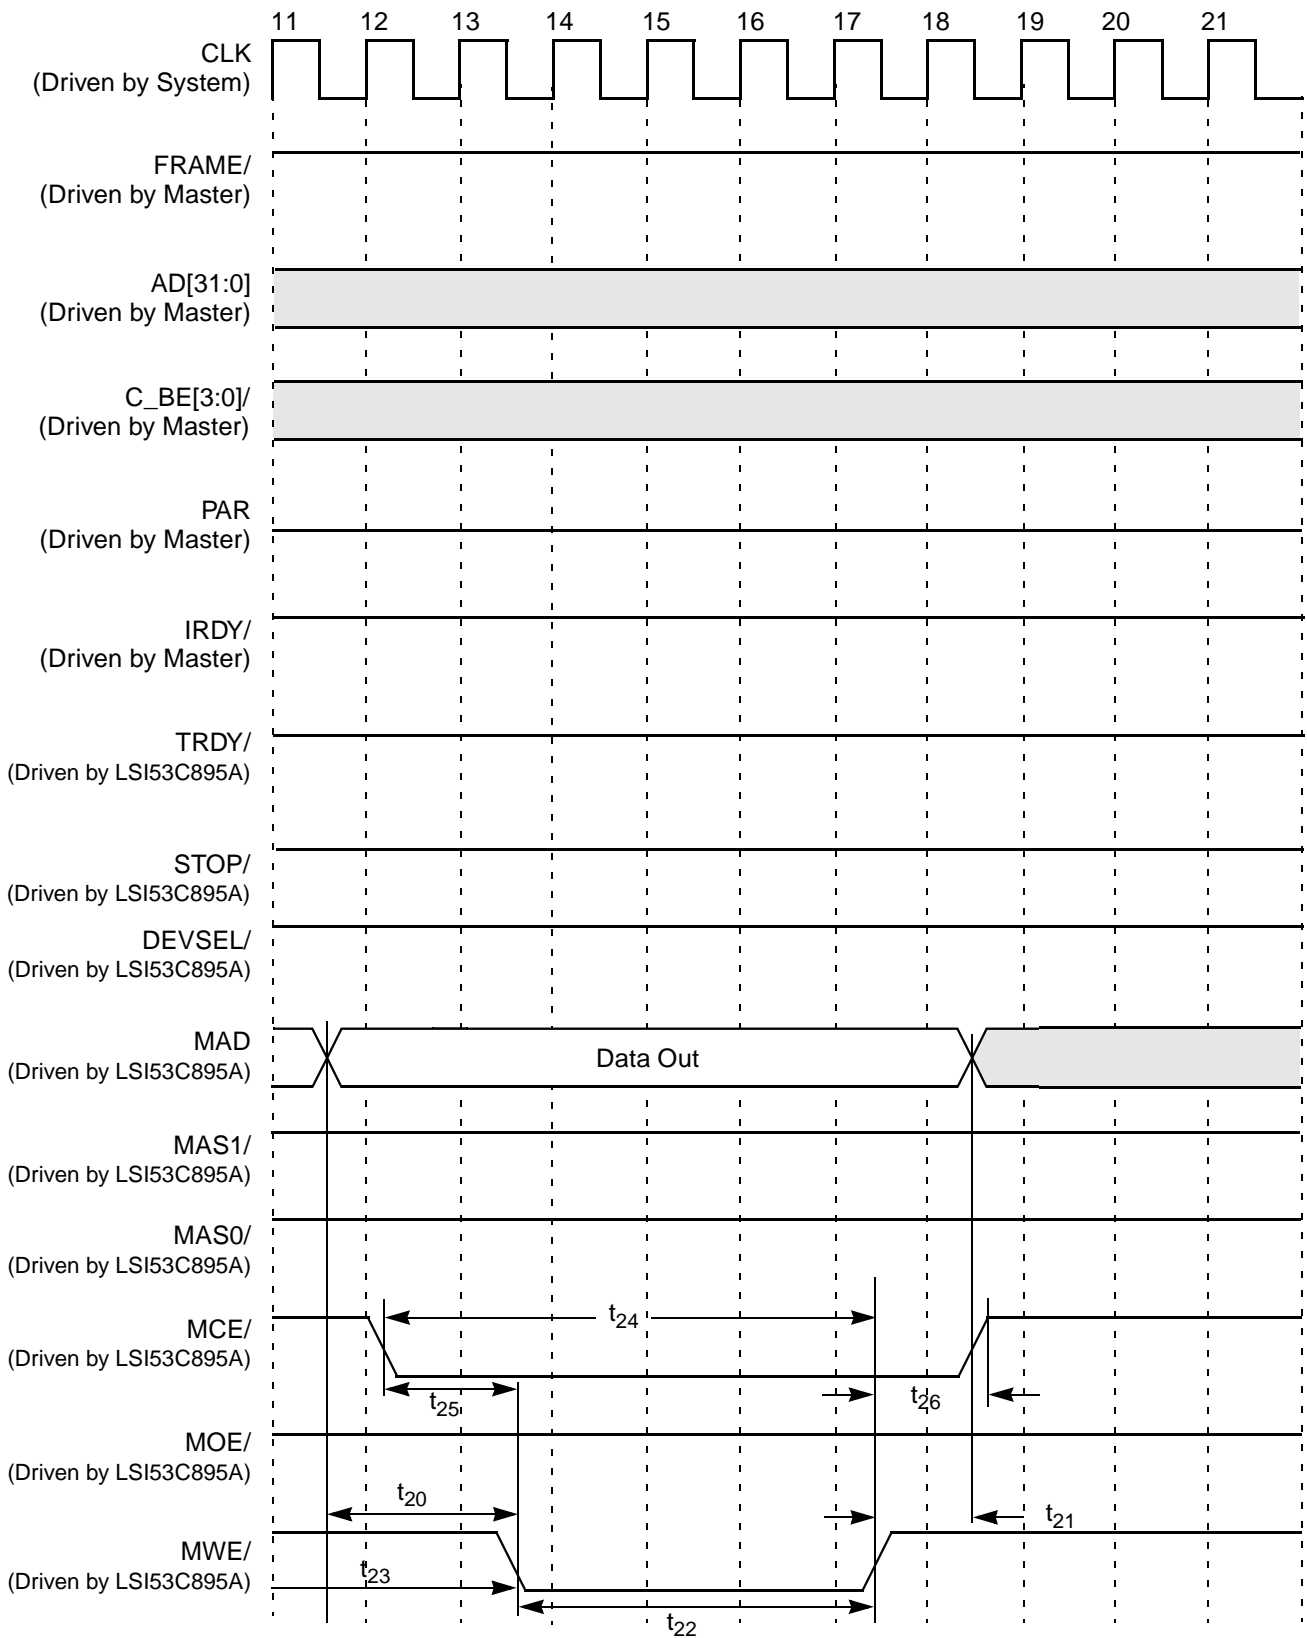 11 12 13 14 15 16 17 18 19 20 21
CLK
(Driven by System)
FRAME/
(Driven by Master)
AD[31:0]
(Driven by Master)
C_BE[3:0]/
(Driven by Master)
PAR
(Driven by Master)
IRDY/
(Driven by Master)
TRDY/
(Driven by LSI53C895A)
STOP/
(Driven by LSI53C895A)
DEVSEL/
(Driven by LSI53C895A)
MAD
(Driven by LSI53C895A)
Data Out
MAS1/
(Driven by LSI53C895A)
MAS0/
(Driven by LSI53C895A)
t24
MCE/
(Driven by LSI53C895A)
t25
t26
MOE/
(Driven by LSI53C895A)
t20
t21
MWE/
(Driven by LSI53C895A)
t23
t22